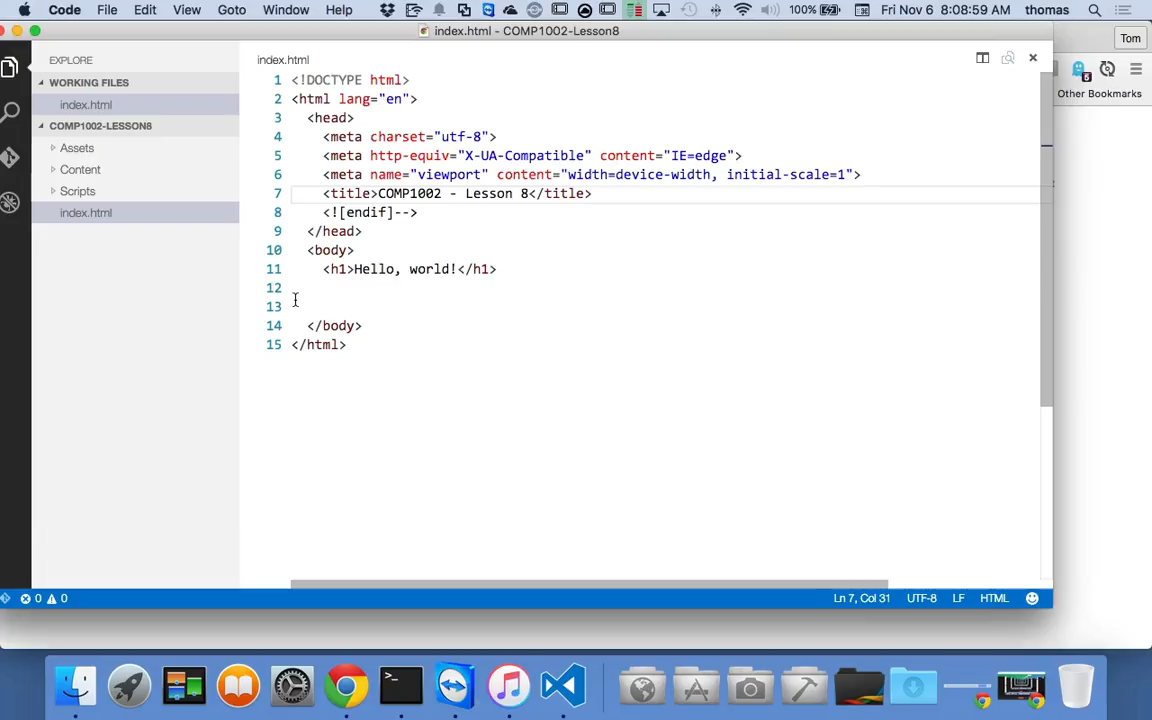 Code File Edit View Goto Window Help 100% Fri Nov 6 8:08:59 AM thomas
index.html - COMP1002-Lesson8
Tom
EXPLORE
index.html
WORKING FILES
index.html
COMP1002-LESSON8
Assets
Content
Scripts
index.html
1 <!DOCTYPE html>
2 <html lang="en">
3 <head>
4 <meta charset="utf-8">
5 <meta http-equiv="X-UA-Compatible" content="IE=edge">
6 <meta name="viewport" content="width=device-width, initial-scale=1">
7 <title>COMP1002 - Lesson 8</title>
8 <![endif]-->
9 </head>
10 <body>
11 <h1>Hello, world!</h1>
12
13
14 </body>
15 </html>
5
Other Bookmarks
0 0 Ln 7, Col 31 UTF-8 LF HTML